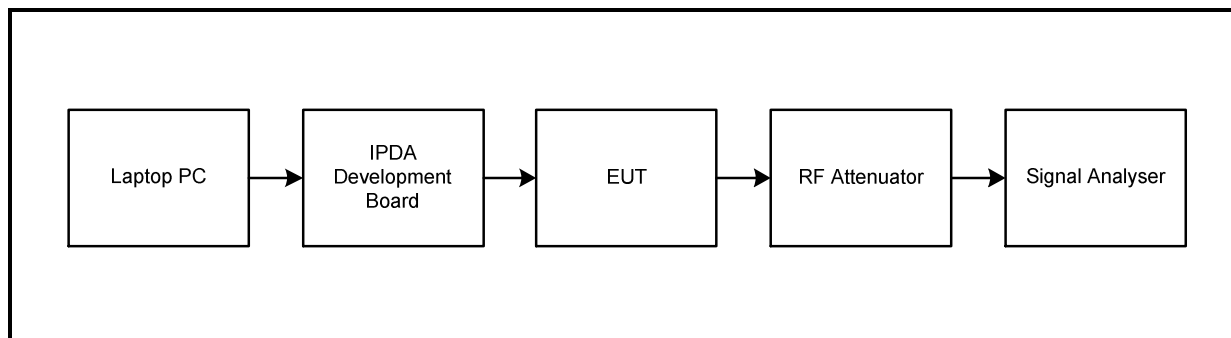 Laptop PC
IPDA
Development
Board
EUT
RF Attenuator
Signal Analyser